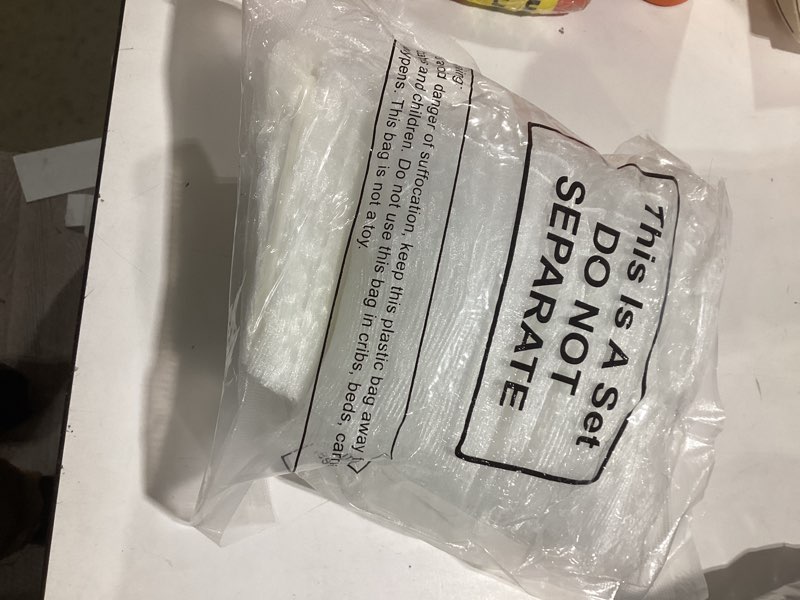 This Is A Set
DO NOT
SEPARATE
danger of suffocation, keep this plastic bag away
and children. Do not use this bag in cribs, beds,
This bag is not a toy.